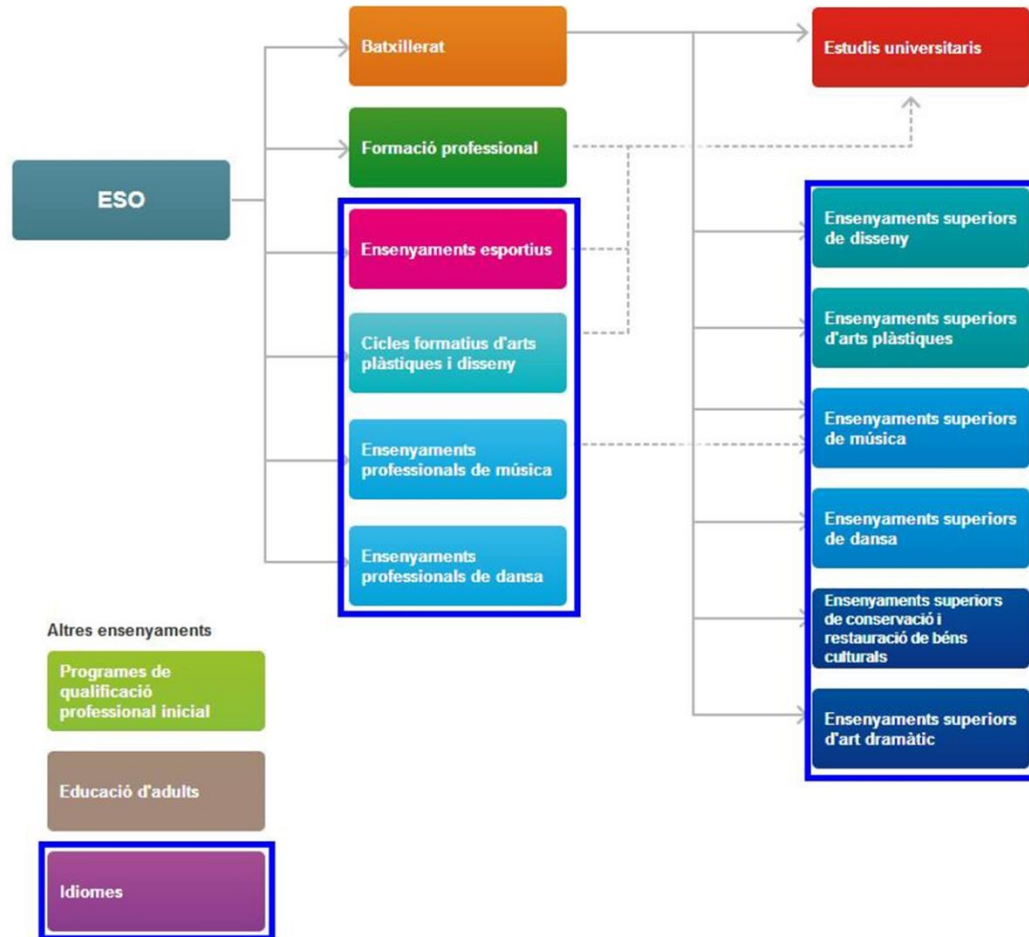 Batxillerat
Estudis universitaris
Formació professional
ESO
Ensenyaments esportius
Ensenyaments superiors
de disseny
Cicles formatius d'arts
plàstiques i disseny
Ensenyaments superiors
d'arts plàstiques
Ensenyaments
professionals de música
Ensenyaments superiors
de música
Ensenyaments
professionals de dansa
Ensenyaments superiors
de dansa
Ensenyaments superiors
de conservació i
restauració de béns
culturals
Ensenyaments superiors
d'art dramàtic
Altres ensenyaments
Programes de
qualificació
professional inicial
Educació d'adults
Idiomes